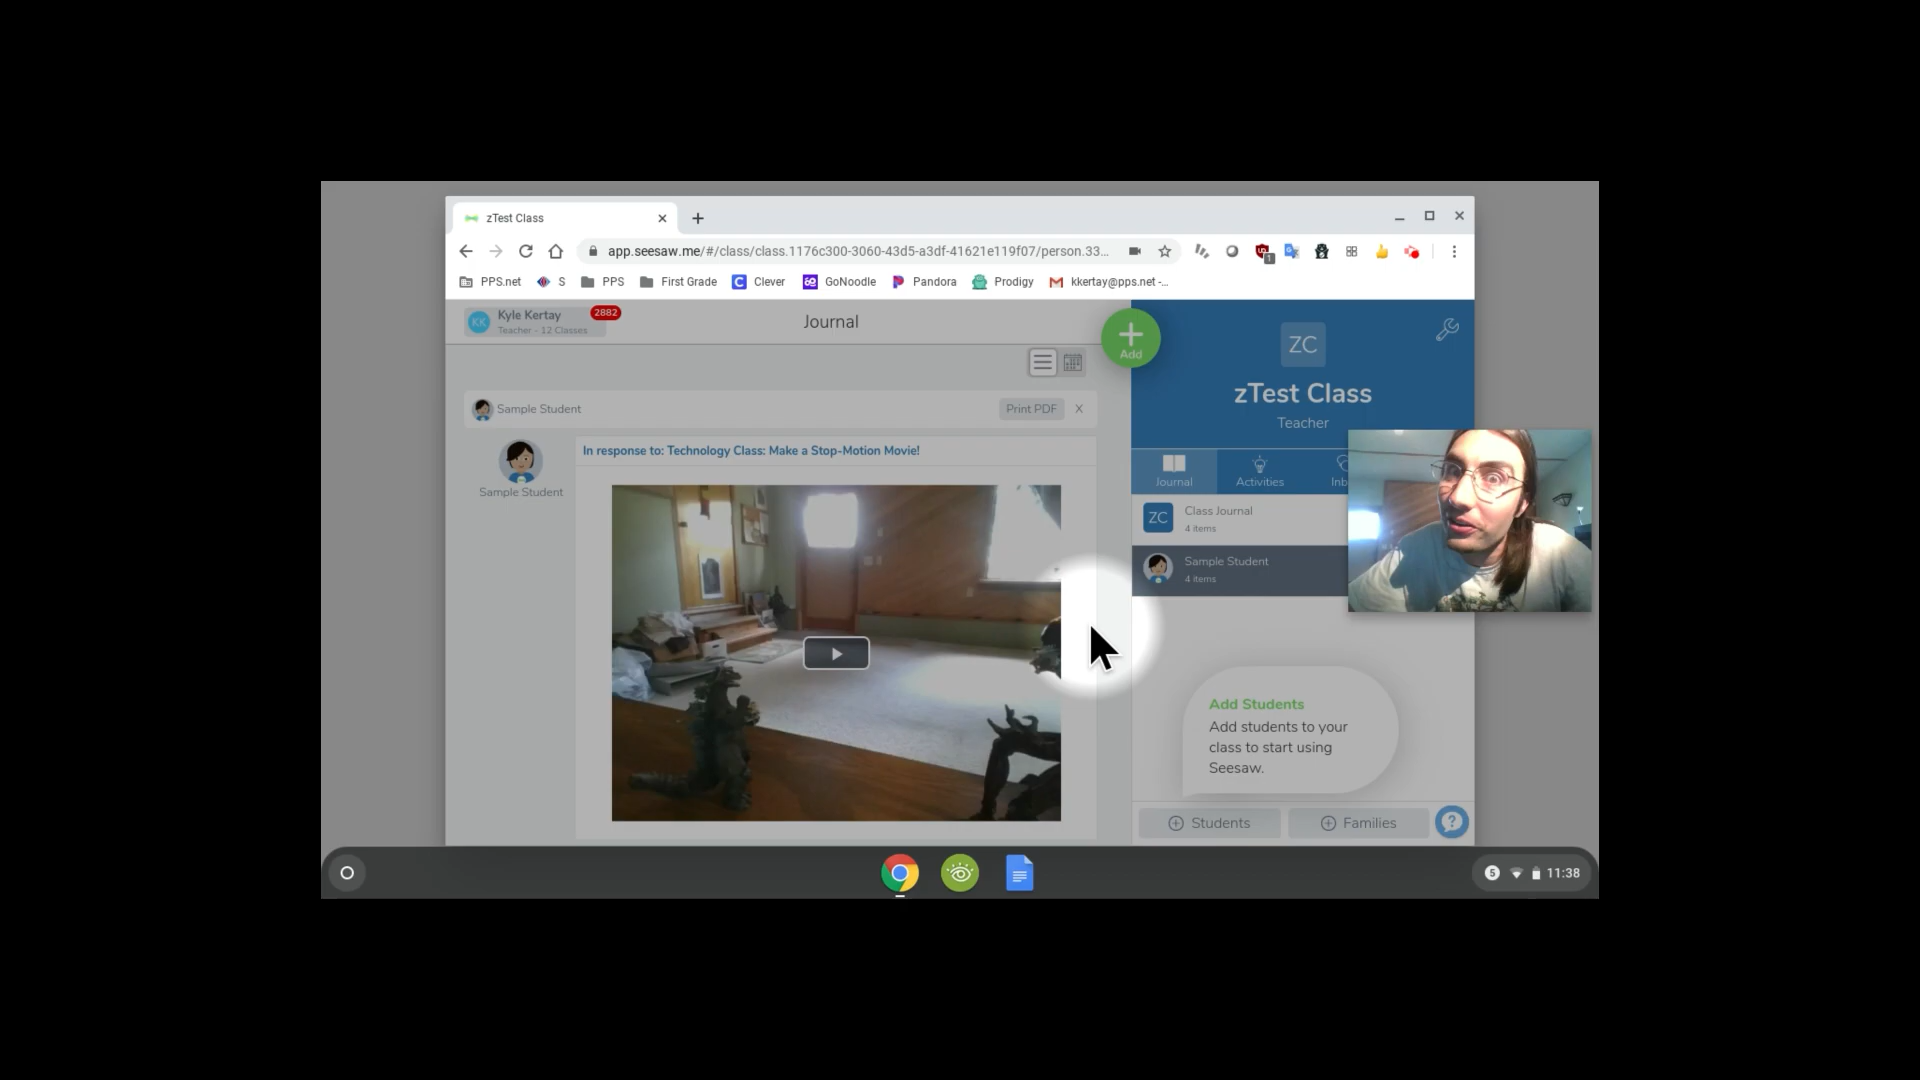 zTest Class
app.seesaw.me/#/class/class.1176c300-3060-43d5-a3df-41621e119f07/person.33...
1
PPS.net
S
PPS
First Grade
Clever
GoNoodle
Pandora
Prodigy
kkertay@pps.net -...
KK
Kyle Kertay
Teacher - 12 Classes
2882
Journal
Add
ZC
zTest Class
Teacher
Sample Student
Print PDF
X
Sample Student
In response to: Technology Class: Make a Stop-Motion Movie!
Journal
Activities
Inb
ZC
Class Journal
4 items
Sample Student
4 items
Add Students
Add students to your
class to start using
Seesaw.
Students
Families
5
11:38